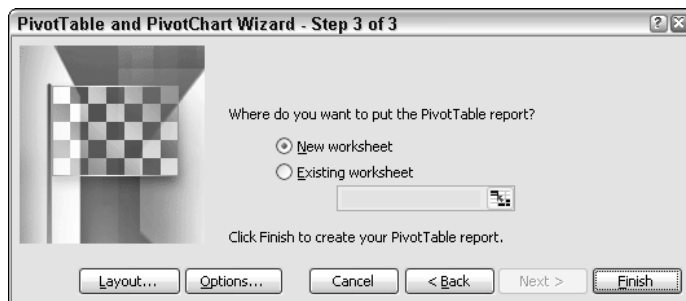 PivotTable and PivotChart Wizard - Step 3 of 3
Where do you want to put the PivotTable report?
New worksheet
Existing worksheet
Click Finish to create your PivotTable report.
Layout... Options... Cancel < Back Next > Finish